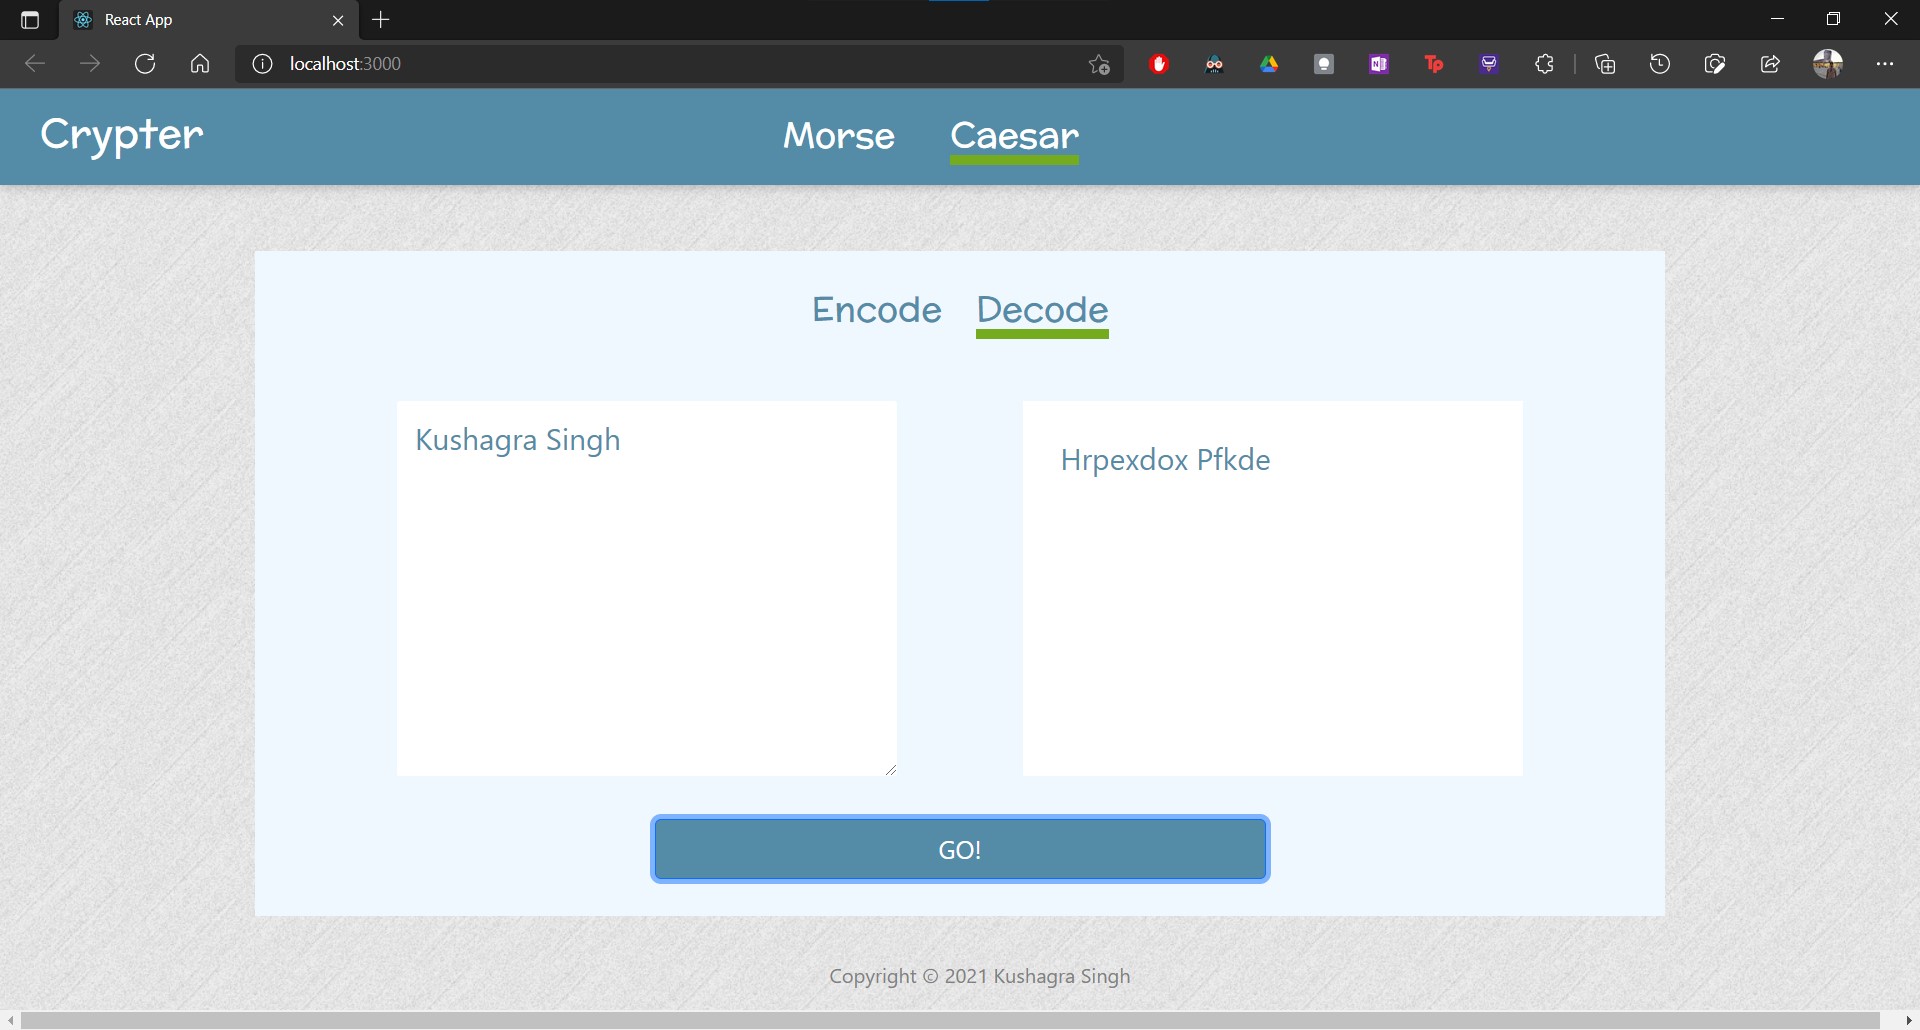 React App
localhost:3000
Crypter
Morse Caesar
Encode Decode
Kushagra Singh
Hrpexdox Pfkde
GO!
Copyright © 2021 Kushagra Singh